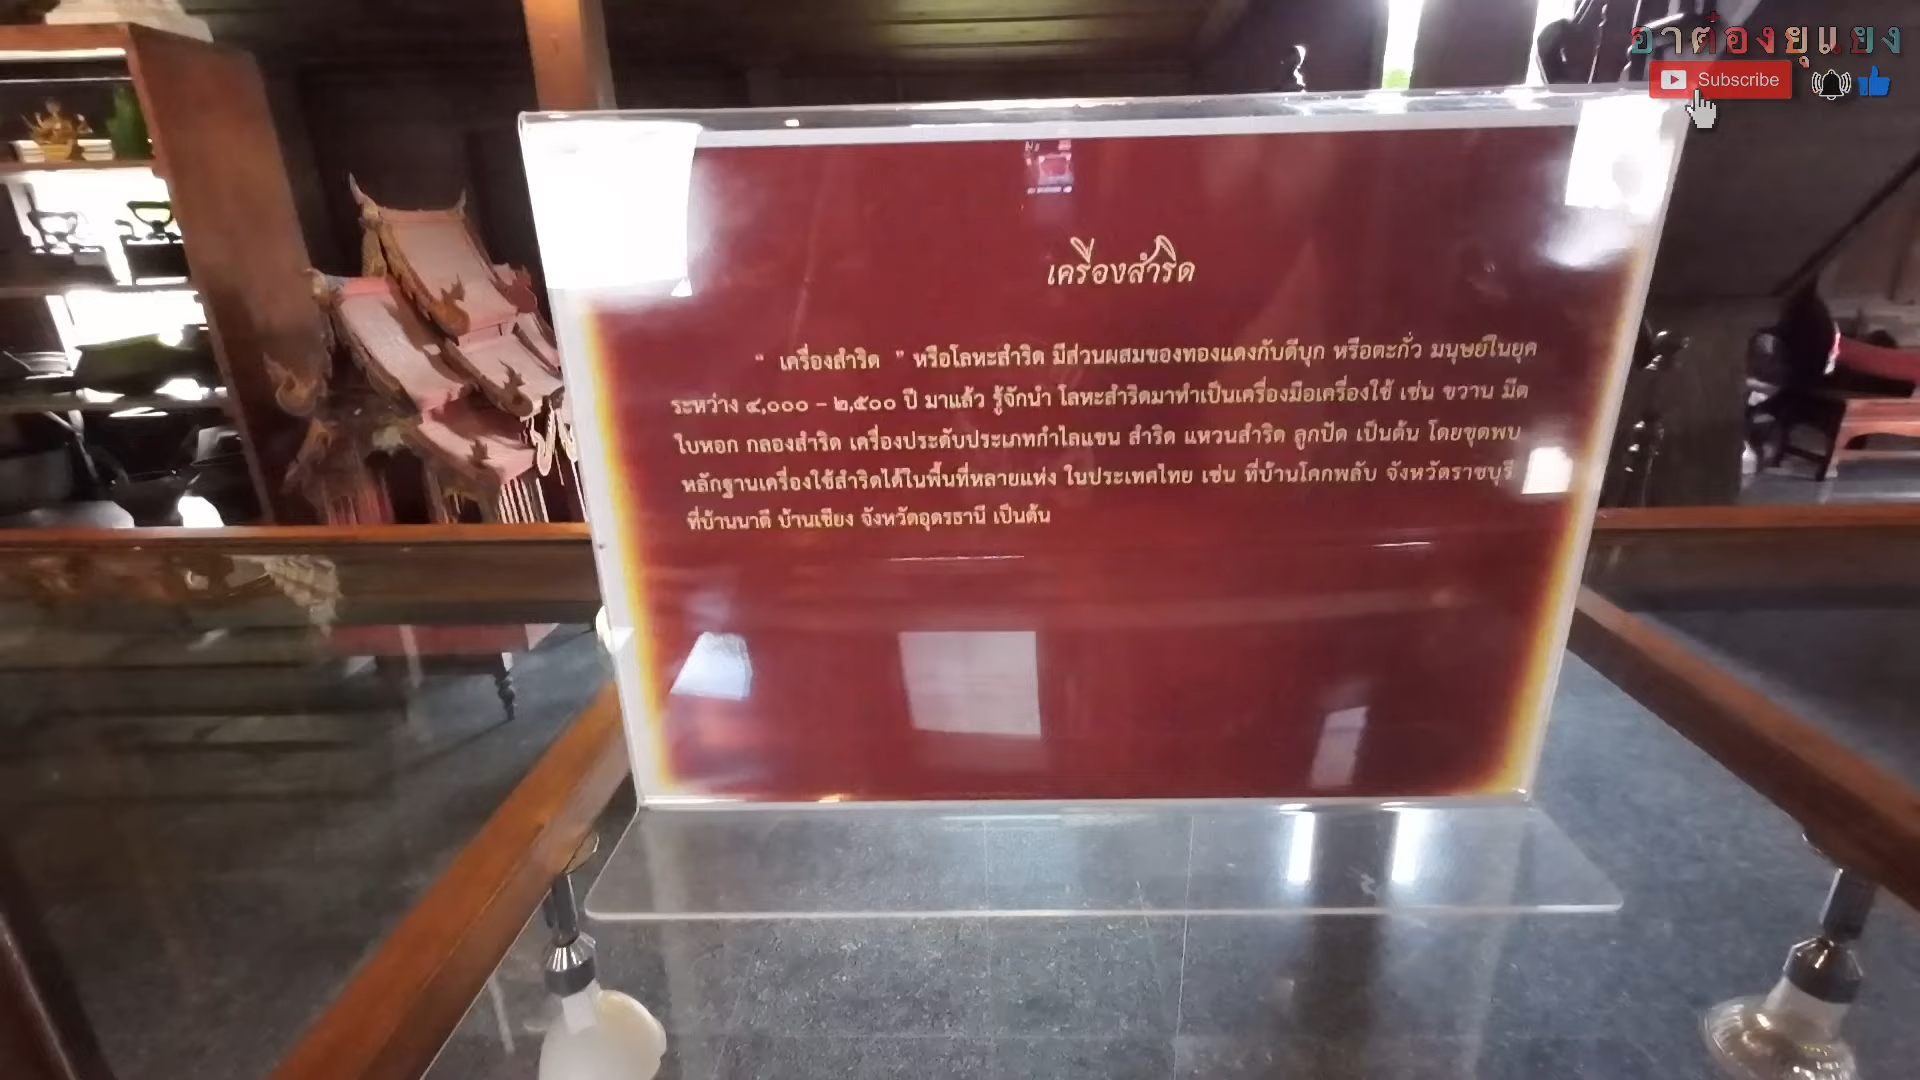 อาต๋องยุแยง
Subscribe
เครื่องสำริด
“ เครื่องสำริด ” หรือโลหะสำริด มีส่วนผสมของทองแดงกับดีบุก หรือตะกั่ว มนุษย์ในยุค
ระหว่าง ๔,๐๐๐ – ๒,๕๐๐ ปี มาแล้ว รู้จักนำ โลหะสำริดมาทำเป็นเครื่องมือเครื่องใช้ เช่น ขวาน มีด
ใบหอก กลองสำริด เครื่องประดับประเภทกำไลแขน สำริด แหวนสำริด ลูกปัด เป็นต้น โดยขุดพบ
หลักฐานเครื่องใช้สำริดได้ในพื้นที่หลายแห่ง ในประเทศไทย เช่น ที่บ้านโคกพลับ จังหวัดราชบุรี
ที่บ้านนาดี บ้านเชียง จังหวัดอุดรธานี เป็นต้น